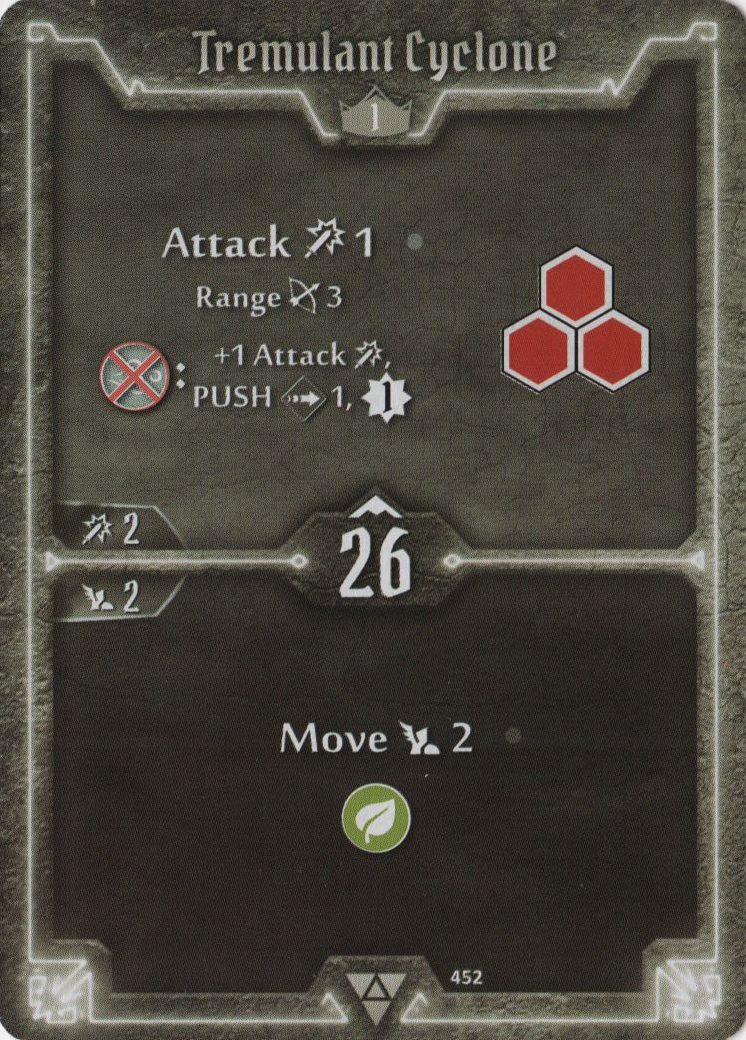 Tremulant Cyclone
1
Attack 1
Range 3
: +1 Attack ,
PUSH 1, 1
2
26
2
Move 2
452